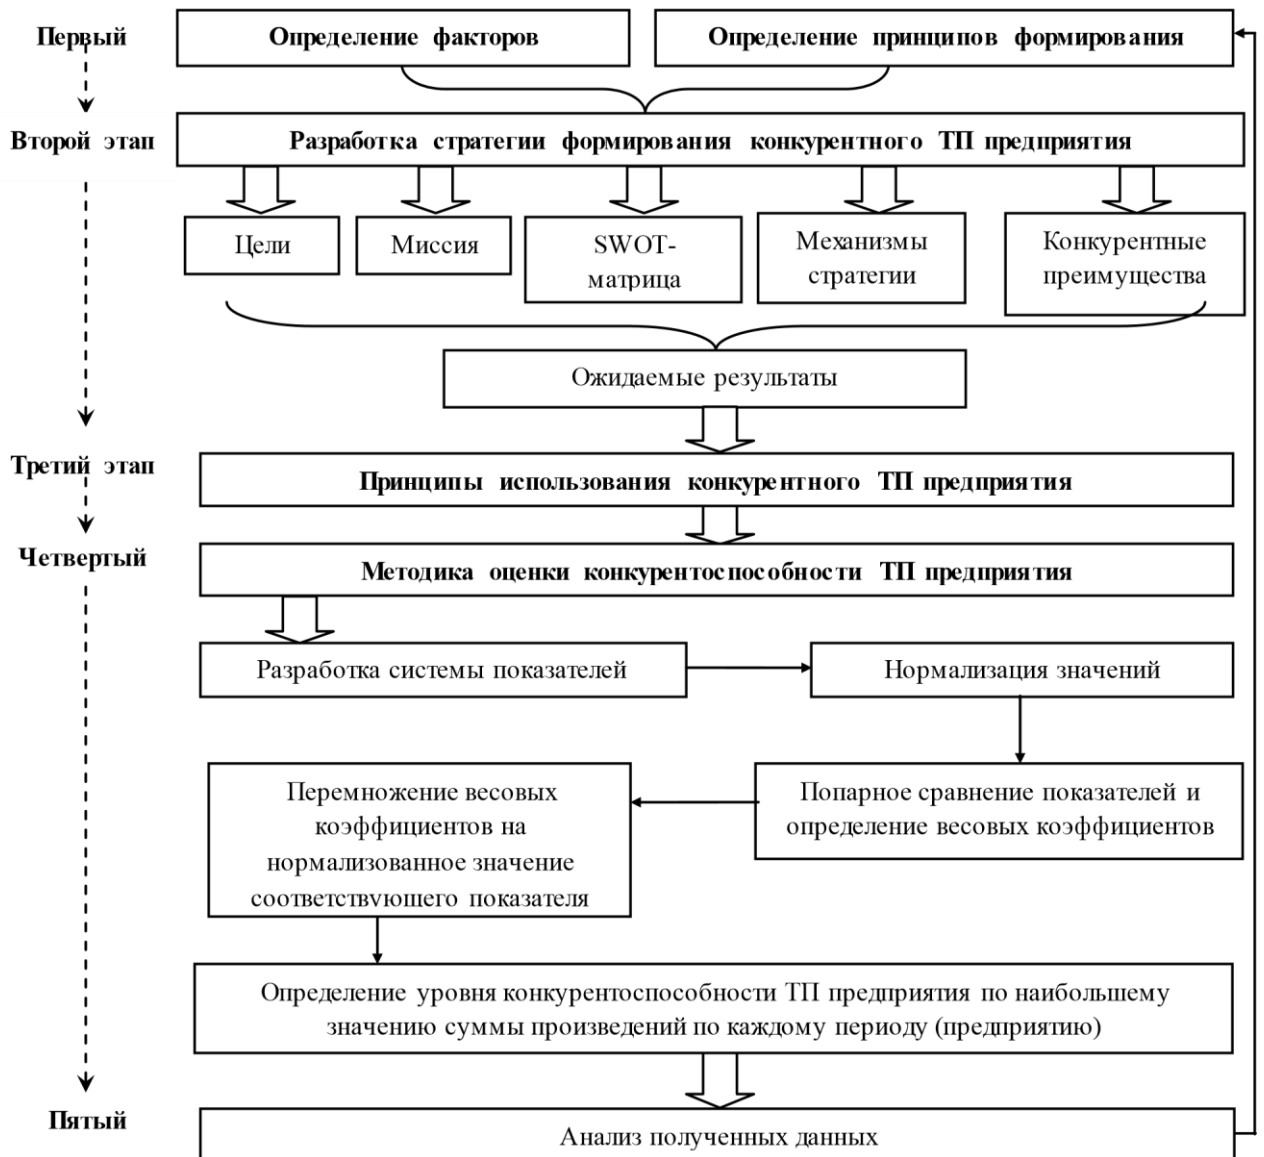 Первый
Определение факторов
Определение принципов формирования
Второй этап
Разработка стратегии формирования конкурентного ТП предприятия
Цели
Миссия
SWOT-
матрица
Механизмы
стратегии
Конкурентные
преимущества
Ожидаемые результаты
Третий этап
Принципы использования конкурентного ТП предприятия
Четвертый
Методика оценки конкурентоспособности ТП предприятия
Разработка системы показателей
Нормализация значений
Перемножение весовых
коэффициентов на
нормализованное значение
соответствующего показателя
Попарное сравнение показателей и
определение весовых коэффициентов
Определение уровня конкурентоспособности ТП предприятия по наибольшему
значению суммы произведений по каждому периоду (предприятию)
Пятый
Анализ полученных данных